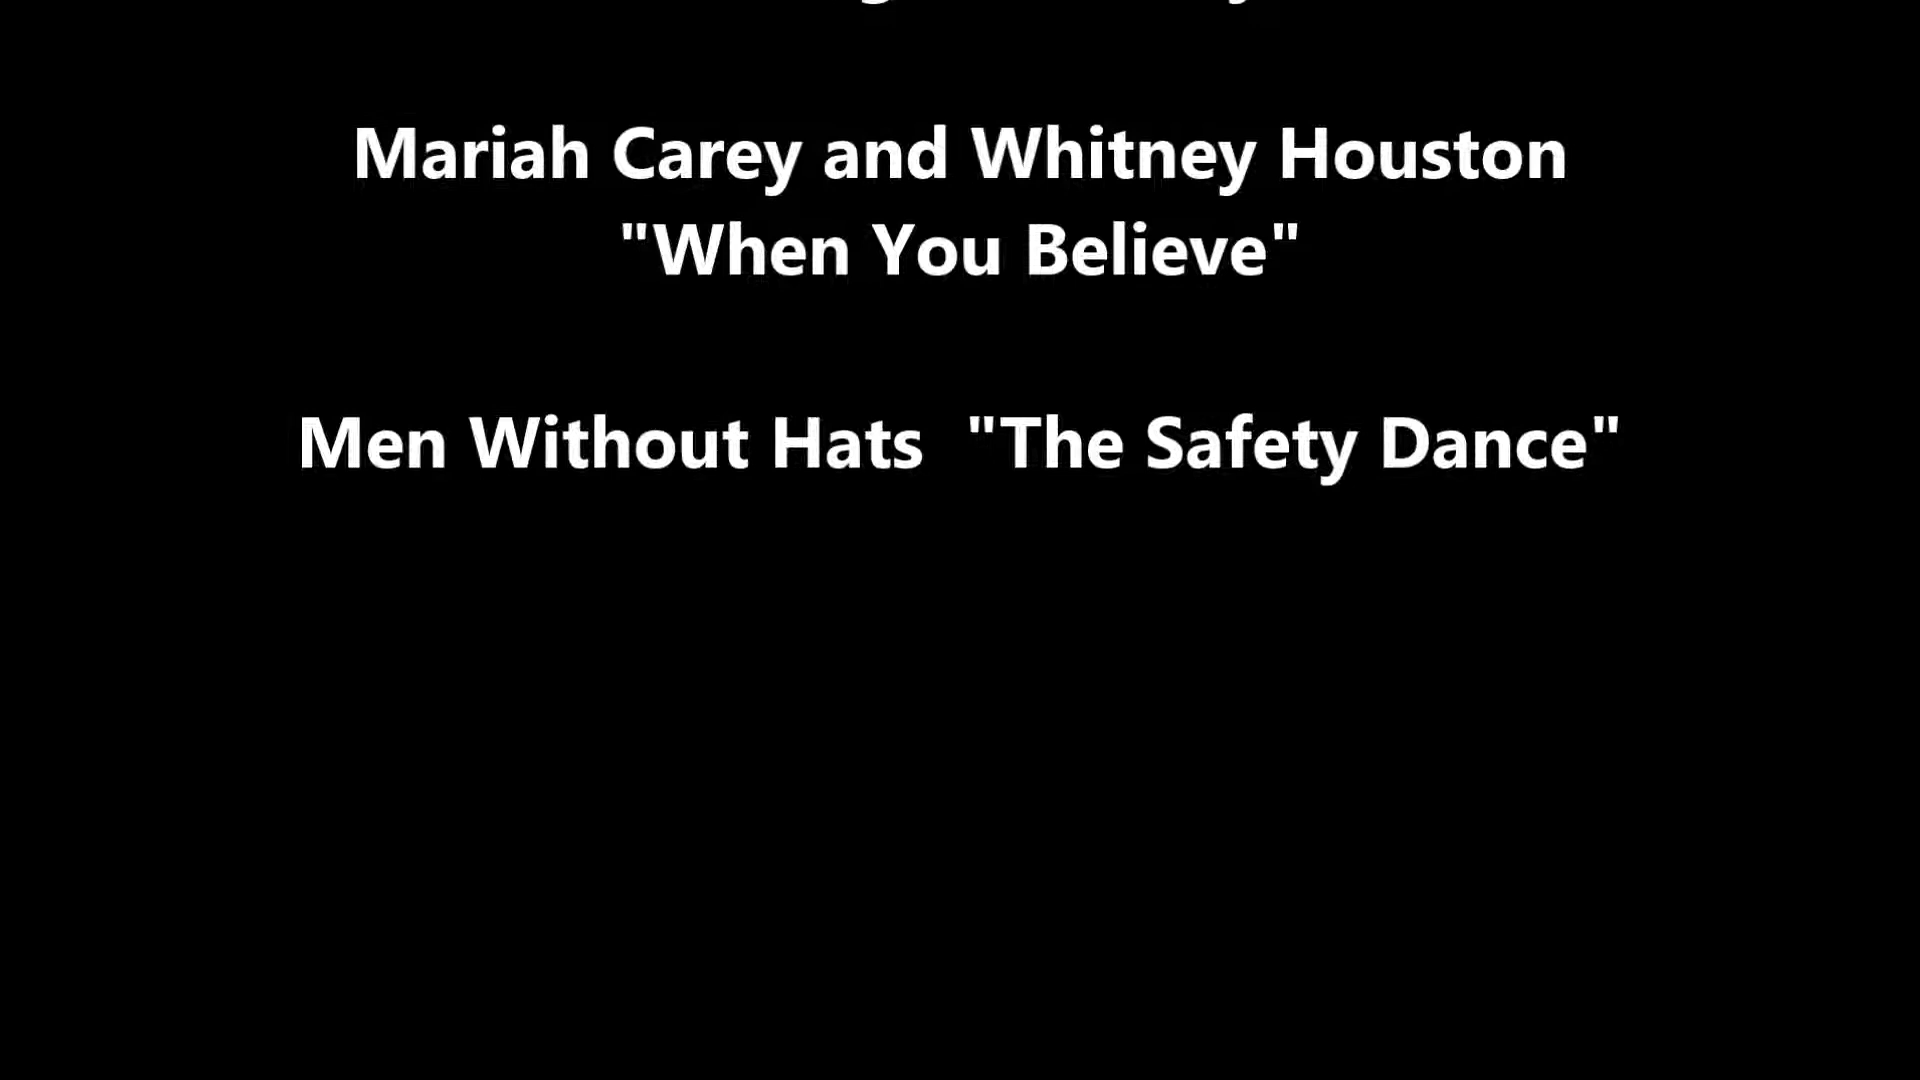 Mariah Carey and Whitney Houston
"When You Believe"
Men Without Hats  "The Safety Dance"